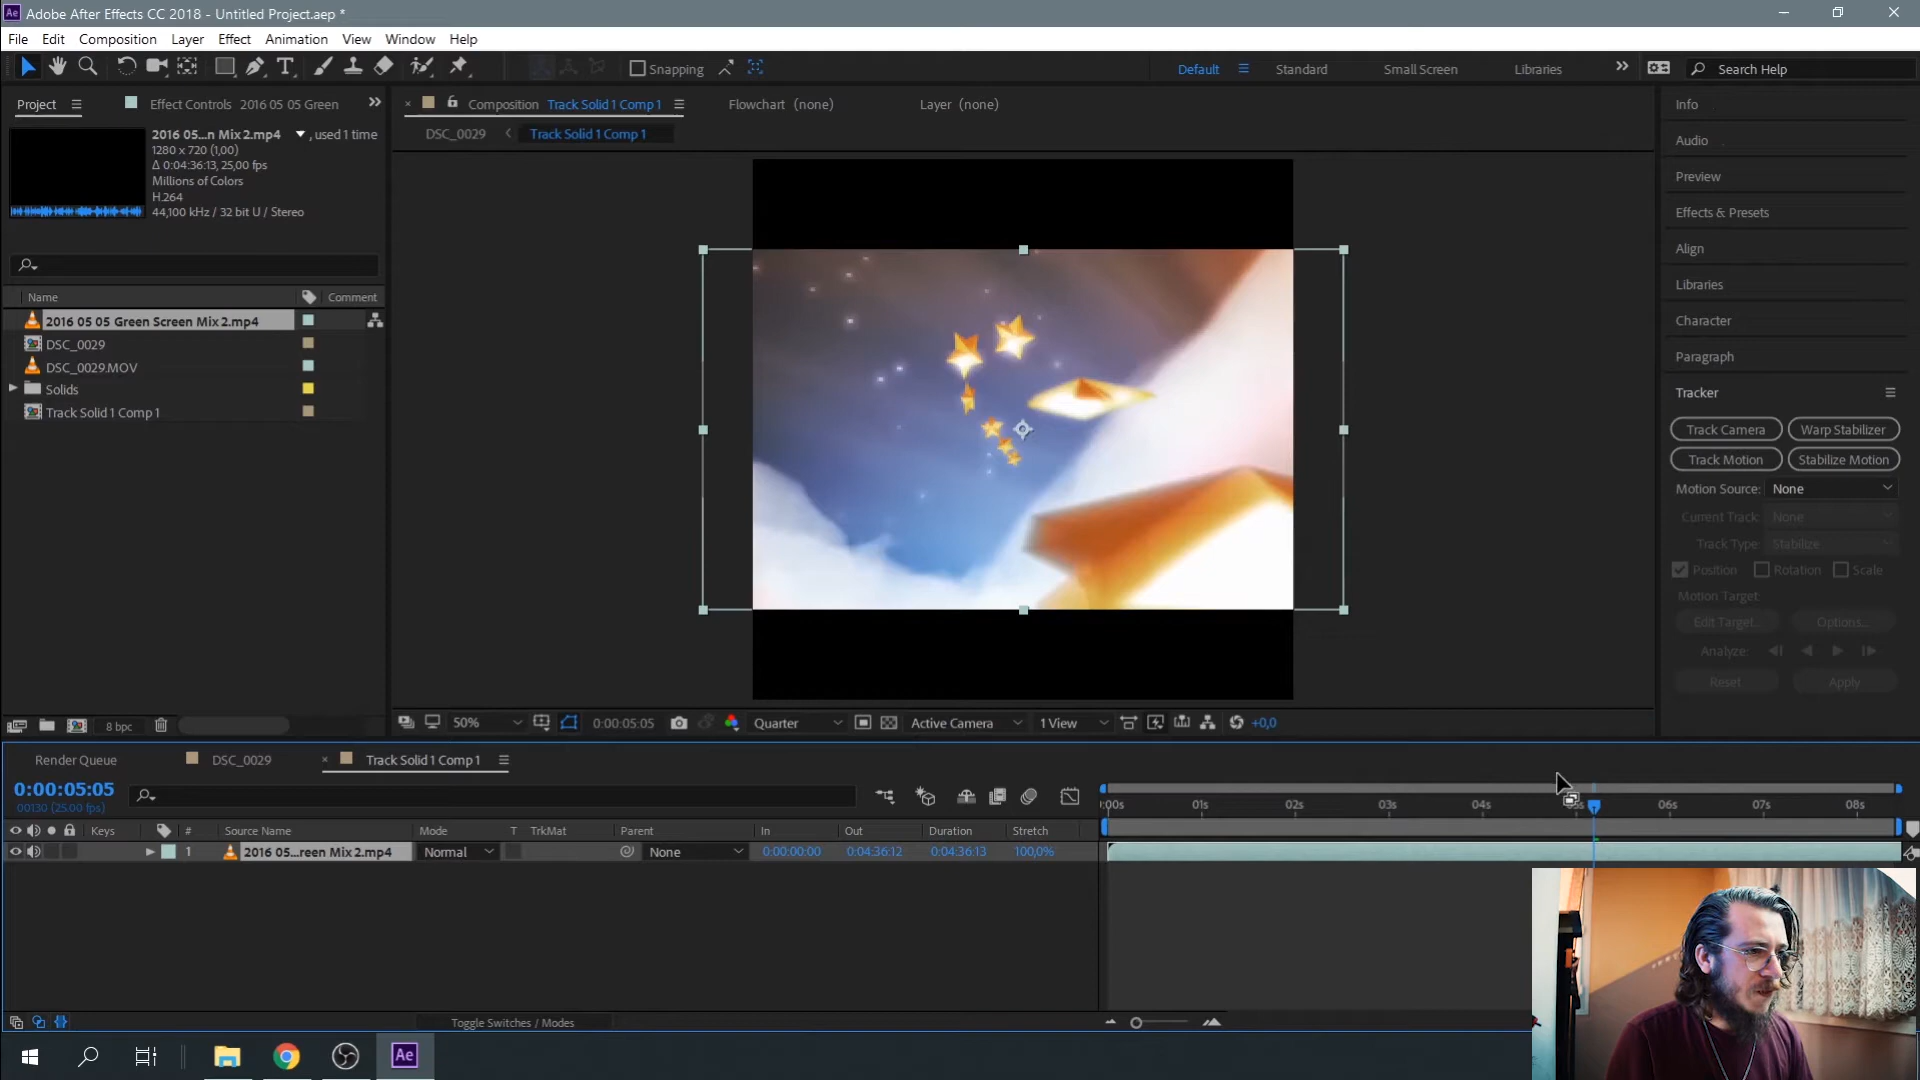 Adobe After Effects CC 2018 - Untitled Project.aep *
File Edit Composition Layer Effect Animation View Window Help
Snapping Default Standard Small Screen Libraries Search Help
Project Effect Controls 2016 05 05 Green Composition Track Solid 1 Comp 1 Flowchart (none) Layer (none)
DSC_0029 Track Solid 1 Comp 1
2016 05...n Mix 2.mp4 , used 1 time
1280 x 720 (1,00)
Δ 0:04:36:13, 25,00 fps
Millions of Colors
H.264
44,100 kHz / 32 bit U / Stereo
Name Comment
2016 05 05 Green Screen Mix 2.mp4
DSC_0029
DSC_0029.MOV
Solids
Track Solid 1 Comp 1
Info
Audio
Preview
Effects & Presets
Align
Libraries
Character
Paragraph
Tracker
Track Camera Warp Stabilizer
Track Motion Stabilize Motion
Motion Source: None
Current Track: None
Track Type: Stabilize
Position Rotation Scale
Motion Target:
Edit Target... Options...
Analyze:
Reset Apply
8 bpc 50% 0:00:05:05 Quarter Active Camera 1 View +0,0
Render Queue DSC_0029 Track Solid 1 Comp 1
0:00:05:05
00130 (25.00 fps)
:00s 01s 02s 03s 04s 06s 07s 08s
Keys # Source Name Mode T TrkMat Parent In Out Duration Stretch
1 2016 05...reen Mix 2.mp4 Normal None 0:00:00:00 0:04:36:12 0:04:36:13 100,0%
Toggle Switches / Modes
Ae